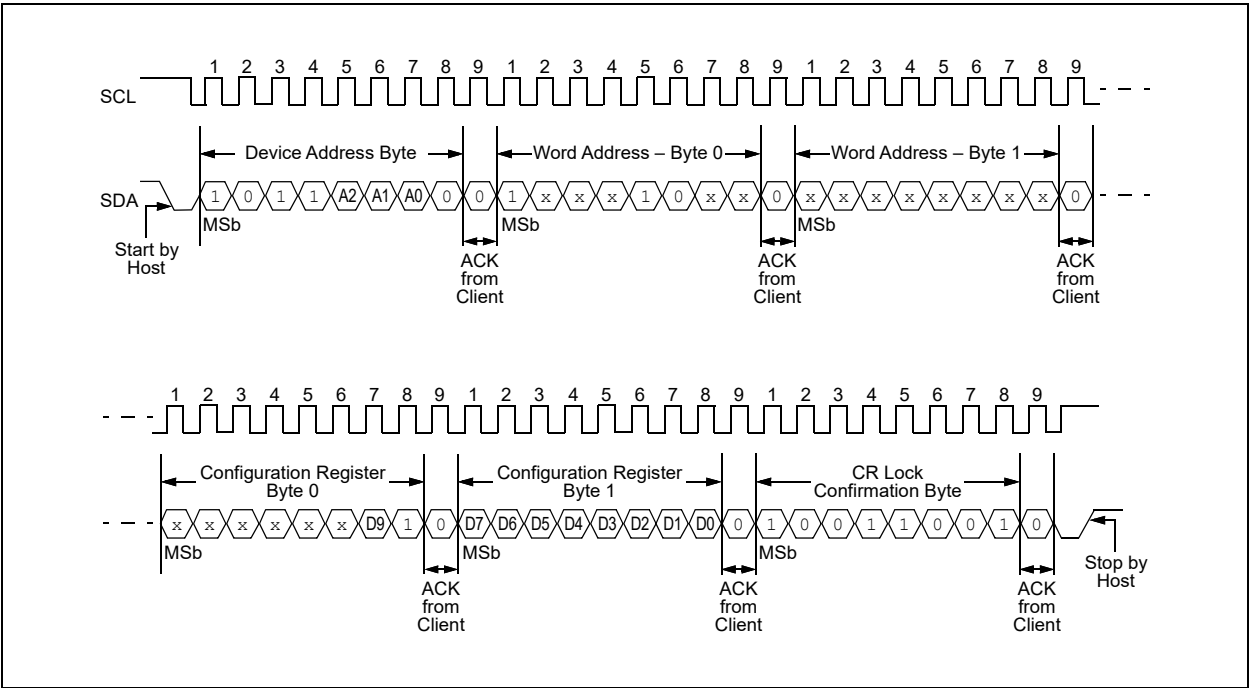 1 2 3 4 5 6 7 8 9 1 2 3 4 5 6 7 8 9 1 2 3 4 5 6 7 8 9
SCL
Device Address Byte Word Address – Byte 0 Word Address – Byte 1
SDA 1 0 1 1 A2 A1 A0 0 0 1 x x x 1 0 x x 0 x x x x x x x x 0
MSb MSb MSb
Start by
Host
ACK
from
Client
ACK
from
Client
ACK
from
Client
1 2 3 4 5 6 7 8 9 1 2 3 4 5 6 7 8 9 1 2 3 4 5 6 7 8 9
Configuration Register
Byte 0
Configuration Register
Byte 1
CR Lock
Confirmation Byte
x x x x x x D9 1 0 D7 D6 D5 D4 D3 D2 D1 D0 0 1 0 0 1 1 0 0 1 0
MSb MSb MSb
ACK
from
Client
ACK
from
Client
ACK
from
Client
Stop by
Host